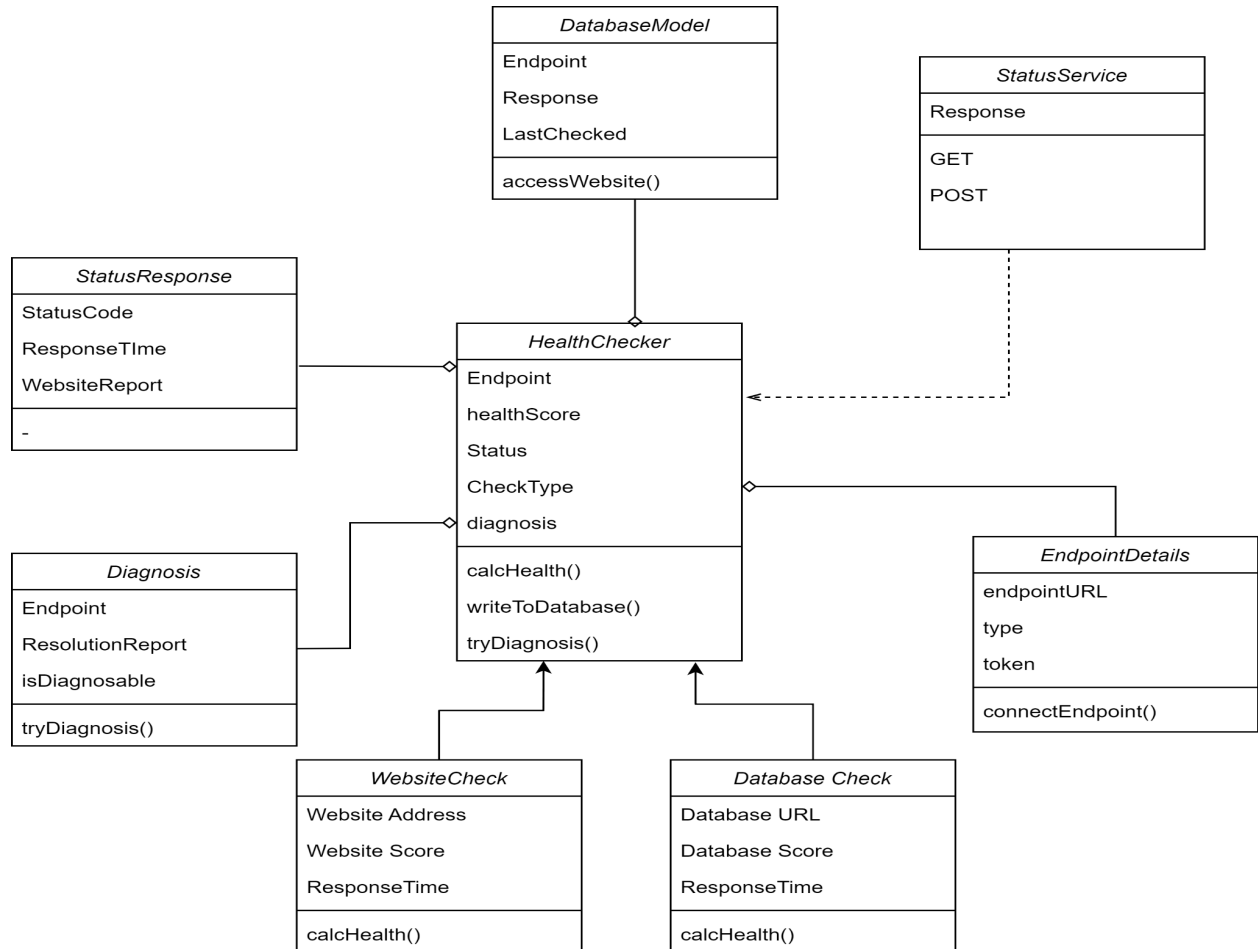 DatabaseModel
Endpoint
Response
LastChecked
accessWebsite()
StatusService
Response
GET
POST
StatusResponse
StatusCode
ResponseTIme
WebsiteReport
-
HealthChecker
Endpoint
healthScore
Status
CheckType
diagnosis
calcHealth()
writeToDatabase()
tryDiagnosis()
Diagnosis
Endpoint
ResolutionReport
isDiagnosable
tryDiagnosis()
EndpointDetails
endpointURL
type
token
connectEndpoint()
WebsiteCheck
Website Address
Website Score
ResponseTime
calcHealth()
Database Check
Database URL
Database Score
ResponseTime
calcHealth()